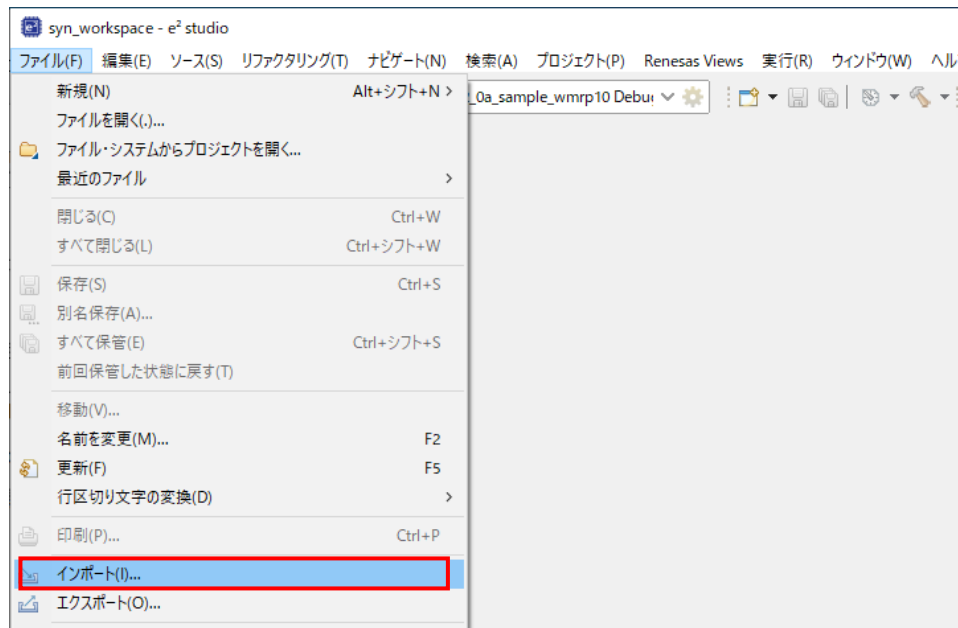 syn_workspace - e² studio
ファイル(F) 編集(E) ソース(S) リファクタリング(T) ナビゲート(N) 検索(A) プロジェクト(P) Renesas Views 実行(R) ウィンドウ(W) ヘル
新規(N) Alt+シフト+N >
_0a_sample_wmrp10 Debu
ファイルを開く(.)...
ファイル・システムからプロジェクトを開く...
最近のファイル >
閉じる(C) Ctrl+W
すべて閉じる(L) Ctrl+シフト+W
保存(S) Ctrl+S
別名保存(A)...
すべて保管(E) Ctrl+シフト+S
前回保管した状態に戻す(T)
移動(V)...
名前を変更(M)... F2
更新(F) F5
行区切り文字の変換(D) >
印刷(P)... Ctrl+P
インポート(I)...
エクスポート(O)...